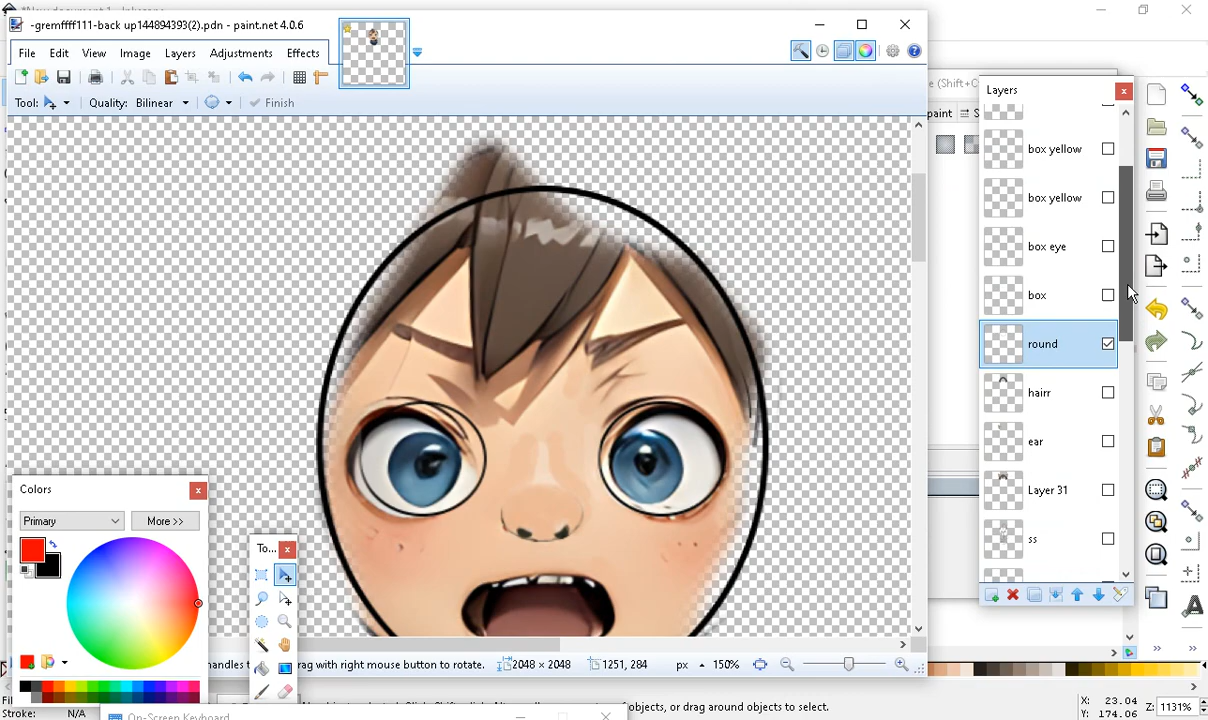 -gremffff111-back up144894393(2).pdn - paint.net 4.0.6
File Edit View Image Layers Adjustments Effects
Tool: Quality: Bilinear Finish
e (Shift+C
paint S
Layers
box yellow
box yellow
box eye
box
round
hairr
ear
Layer 31
ss
Colors
Primary More >>
To...
handles t rag with right mouse button to rotate. 2048 × 2048 1251, 284 px 150%
Stroke: N/A
of objects, or drag around objects to select.
X: 23.04
Y: 174.06 Z: 1131%
On-Screen Keyboard